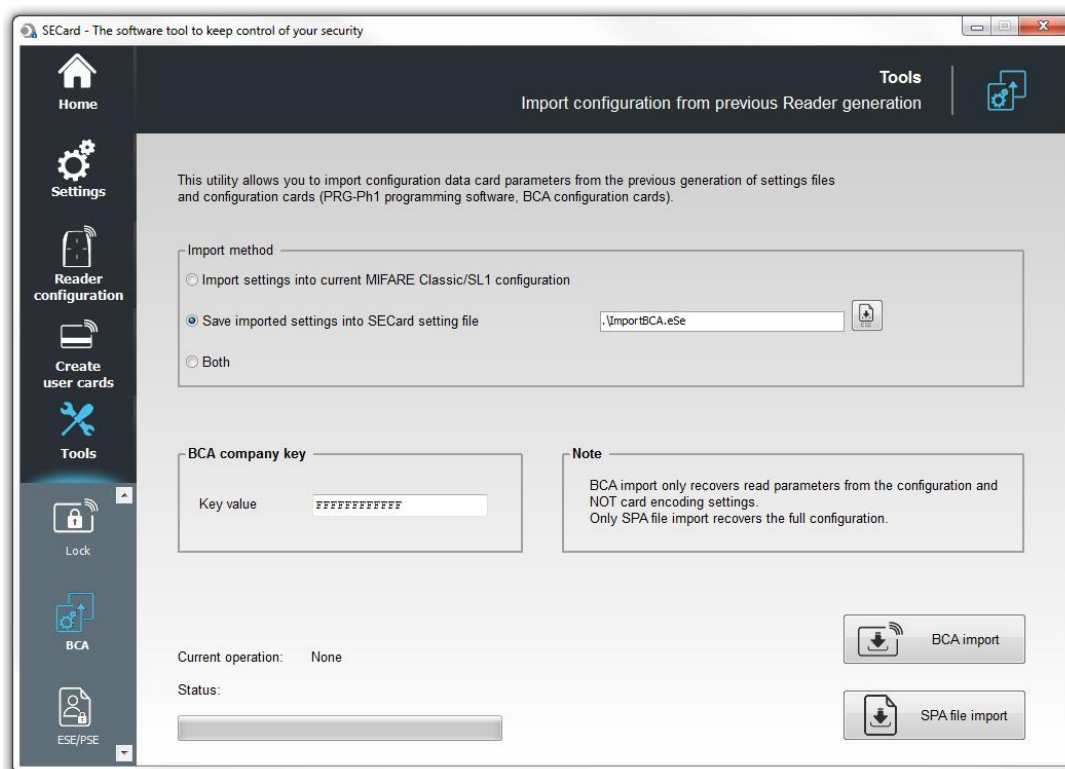 SECard - The software tool to keep control of your security
Home
Tools
Import configuration from previous Reader generation
Settings
Reader
configuration
Create
user cards
Tools
Lock
BCA
ESE/PSE
This utility allows you to import configuration data card parameters from the previous generation of settings files
and configuration cards (PRG-Ph1 programming software, BCA configuration cards).
Import method
Import settings into current MIFARE Classic/SL1 configuration
Save imported settings into SECard setting file
.\ImportBCA.eSe
ESE
Both
BCA company key
Key value
FFFFFFFFFFFF
Note
BCA import only recovers read parameters from the configuration and
NOT card encoding settings.
Only SPA file import recovers the full configuration.
Current operation: None
Status:
BCA import
SPA file import